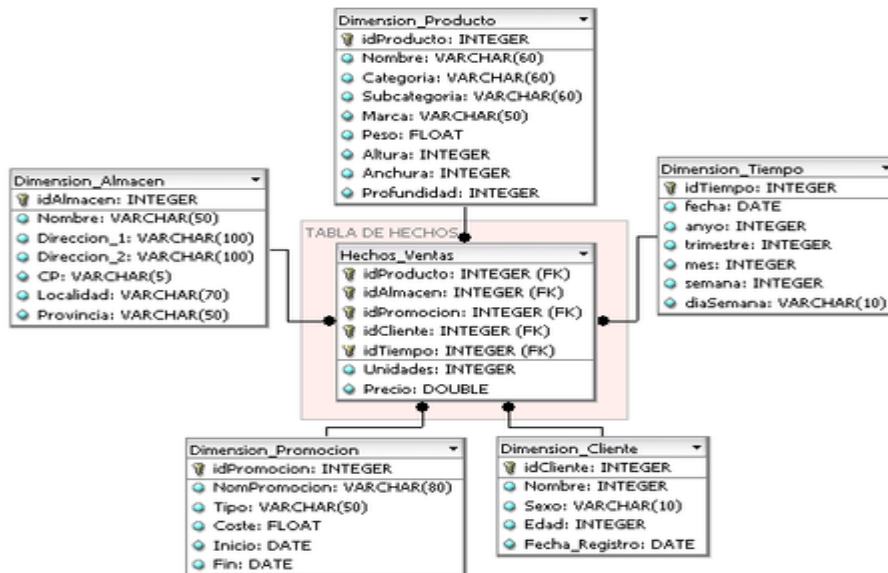 Dimension_Producto
idProducto: INTEGER
Nombre: VARCHAR(60)
Categoria: VARCHAR(60)
Subcategoria: VARCHAR(60)
Marca: VARCHAR(50)
Peso: FLOAT
Altura: INTEGER
Anchura: INTEGER
Profundidad: INTEGER
Dimension_Almacen
idAlmacen: INTEGER
Nombre: VARCHAR(50)
Direccion_1: VARCHAR(100)
Direccion_2: VARCHAR(100)
CP: VARCHAR(5)
Localidad: VARCHAR(70)
Provincia: VARCHAR(50)
Dimension_Tiempo
idTiempo: INTEGER
fecha: DATE
anyo: INTEGER
trimestre: INTEGER
mes: INTEGER
semana: INTEGER
diaSemana: VARCHAR(10)
TABLA DE HECHOS
Hechos_Ventas
idProducto: INTEGER (FK)
idAlmacen: INTEGER (FK)
idPromocion: INTEGER (FK)
idCliente: INTEGER (FK)
idTiempo: INTEGER (FK)
Unidades: INTEGER
Precio: DOUBLE
Dimension_Promocion
idPromocion: INTEGER
NomPromocion: VARCHAR(80)
Tipo: VARCHAR(50)
Coste: FLOAT
Inicio: DATE
Fin: DATE
Dimension_Cliente
idCliente: INTEGER
Nombre: INTEGER
Sexo: VARCHAR(10)
Edad: INTEGER
Fecha_Registro: DATE